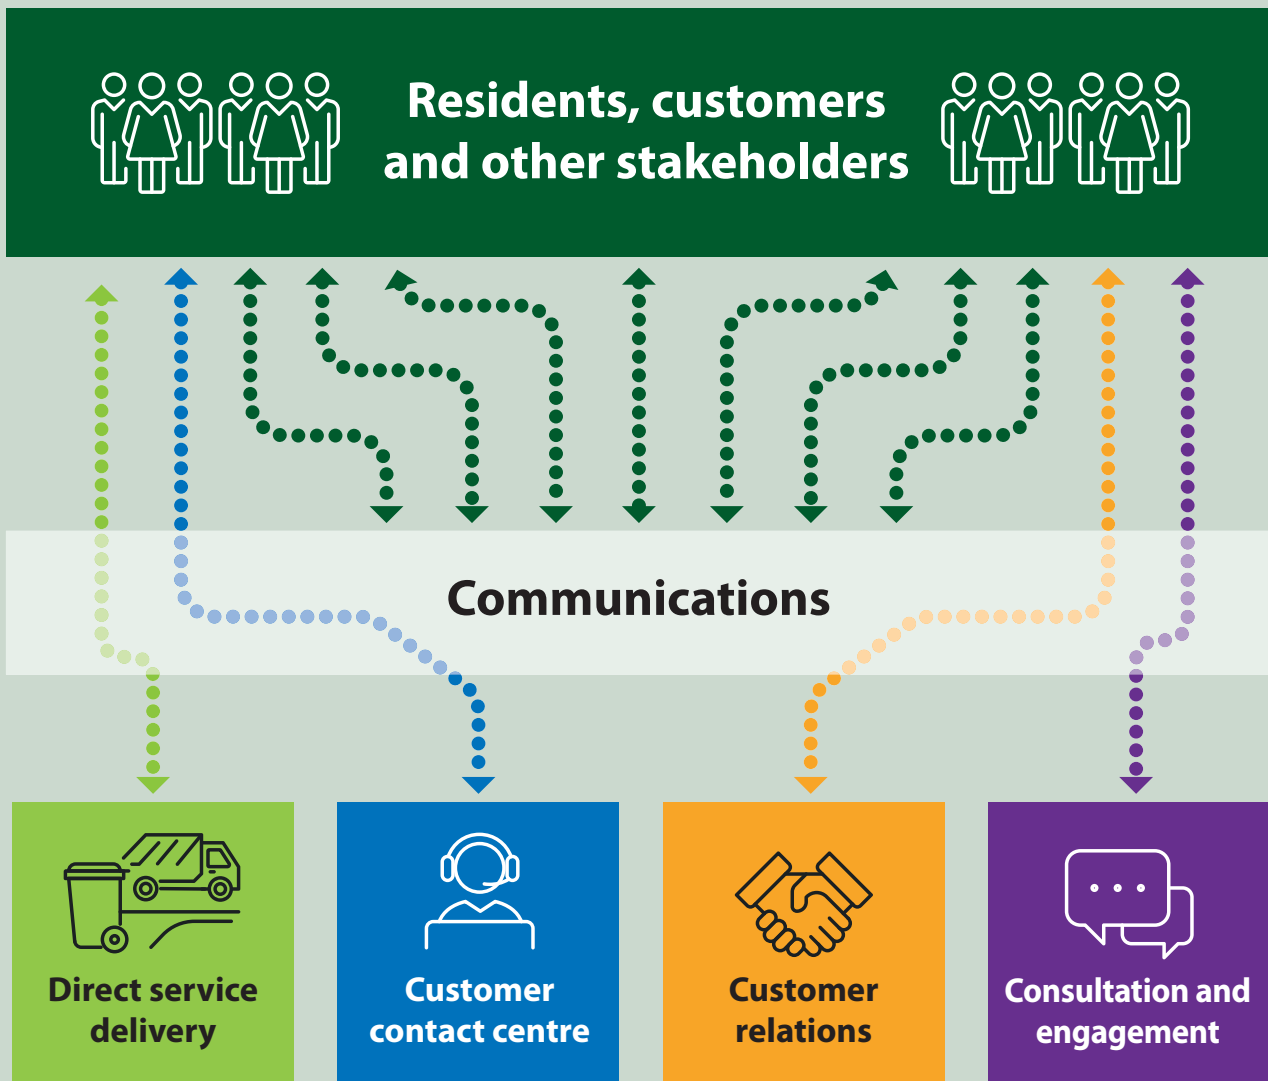 Residents, customers
and other stakeholders
Communications
Direct service
delivery
Customer
contact centre
Customer
relations
Consultation and
engagement